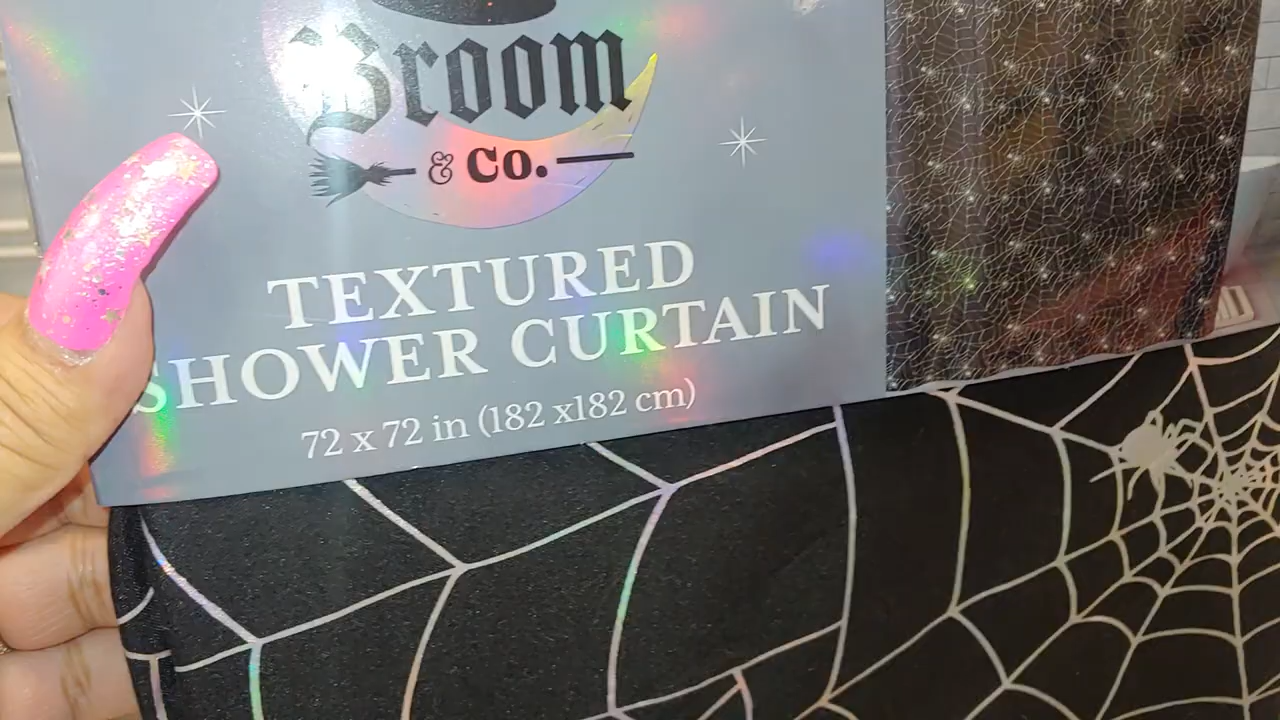 Broom
& Co.
TEXTURED
SHOWER CURTAIN
72 x 72 in (182 x182 cm)